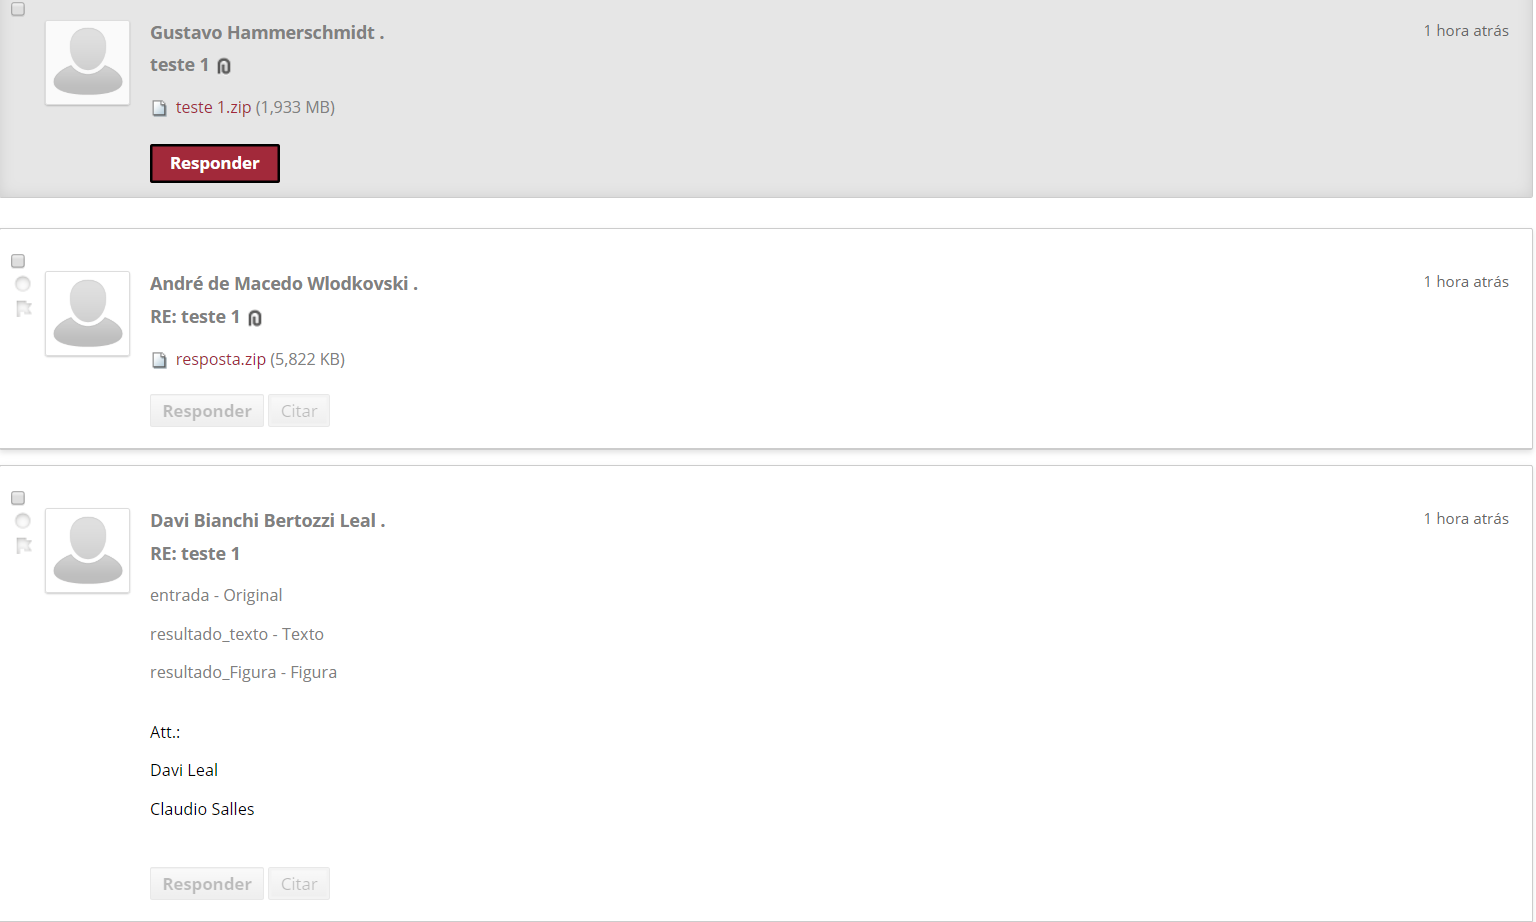 Gustavo Hammerschmidt .
1 hora atrás
teste 1
teste 1.zip (1,933 MB)
Responder
André de Macedo Wlodkovski .
1 hora atrás
RE: teste 1
resposta.zip (5,822 KB)
Responder Citar
Davi Bianchi Bertozzi Leal .
1 hora atrás
RE: teste 1
entrada - Original
resultado_texto - Texto
resultado_Figura - Figura
Att.:
Davi Leal
Claudio Salles
Responder Citar